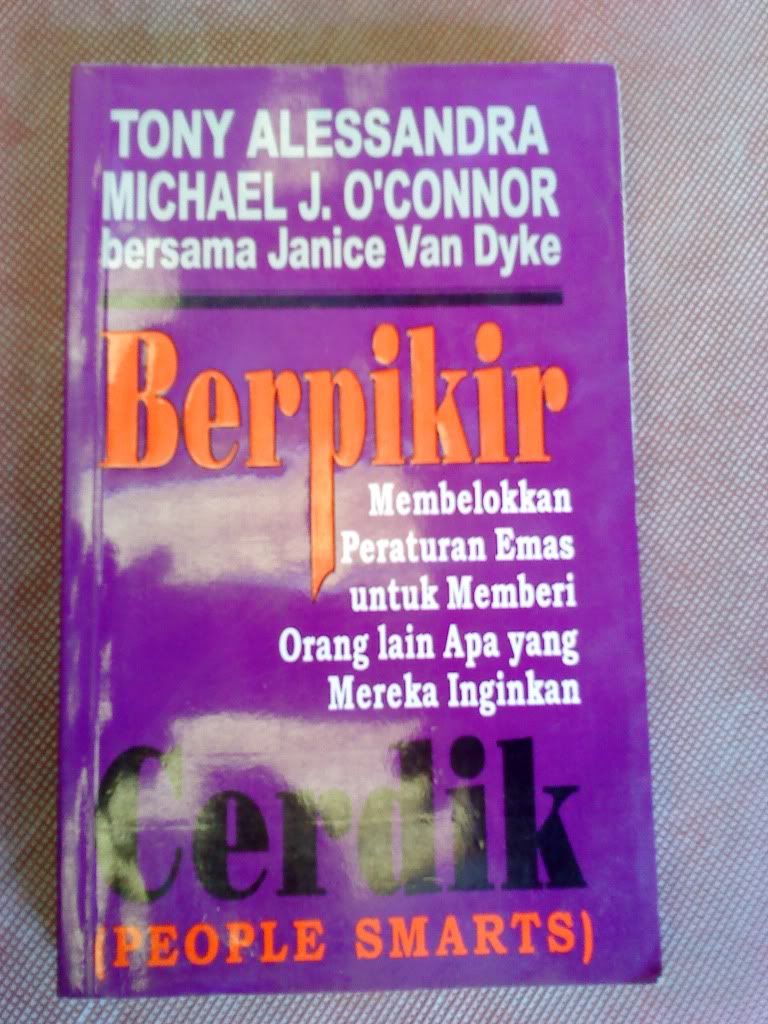 TONY ALESSANDRA
MICHAEL J. O'CONNOR
bersama Janice Van Dyke
Berpikir
Membelokkan
Peraturan Emas
untuk Memberi
Orang lain Apa yang
Mereka Inginkan
Cerdik
(PEOPLE SMARTS)